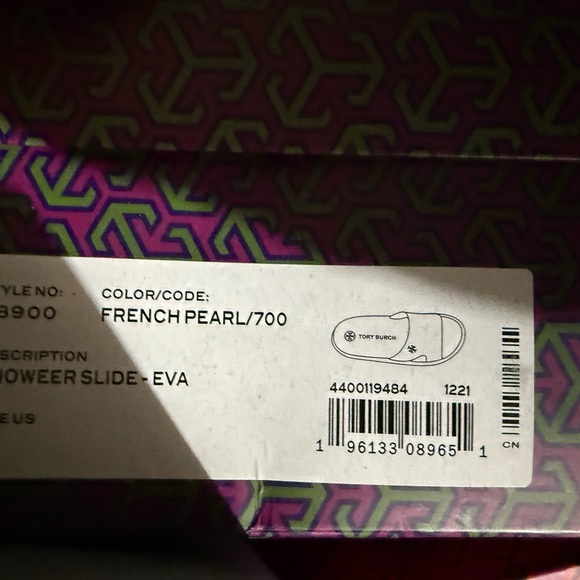 YLE NO:
8900
COLOR/CODE:
FRENCH PEARL/700
SCRIPTION
HOWEER SLIDE - EVA
E US
TORY BURCH
4400119484 1221
1 96133 08965 1
CN